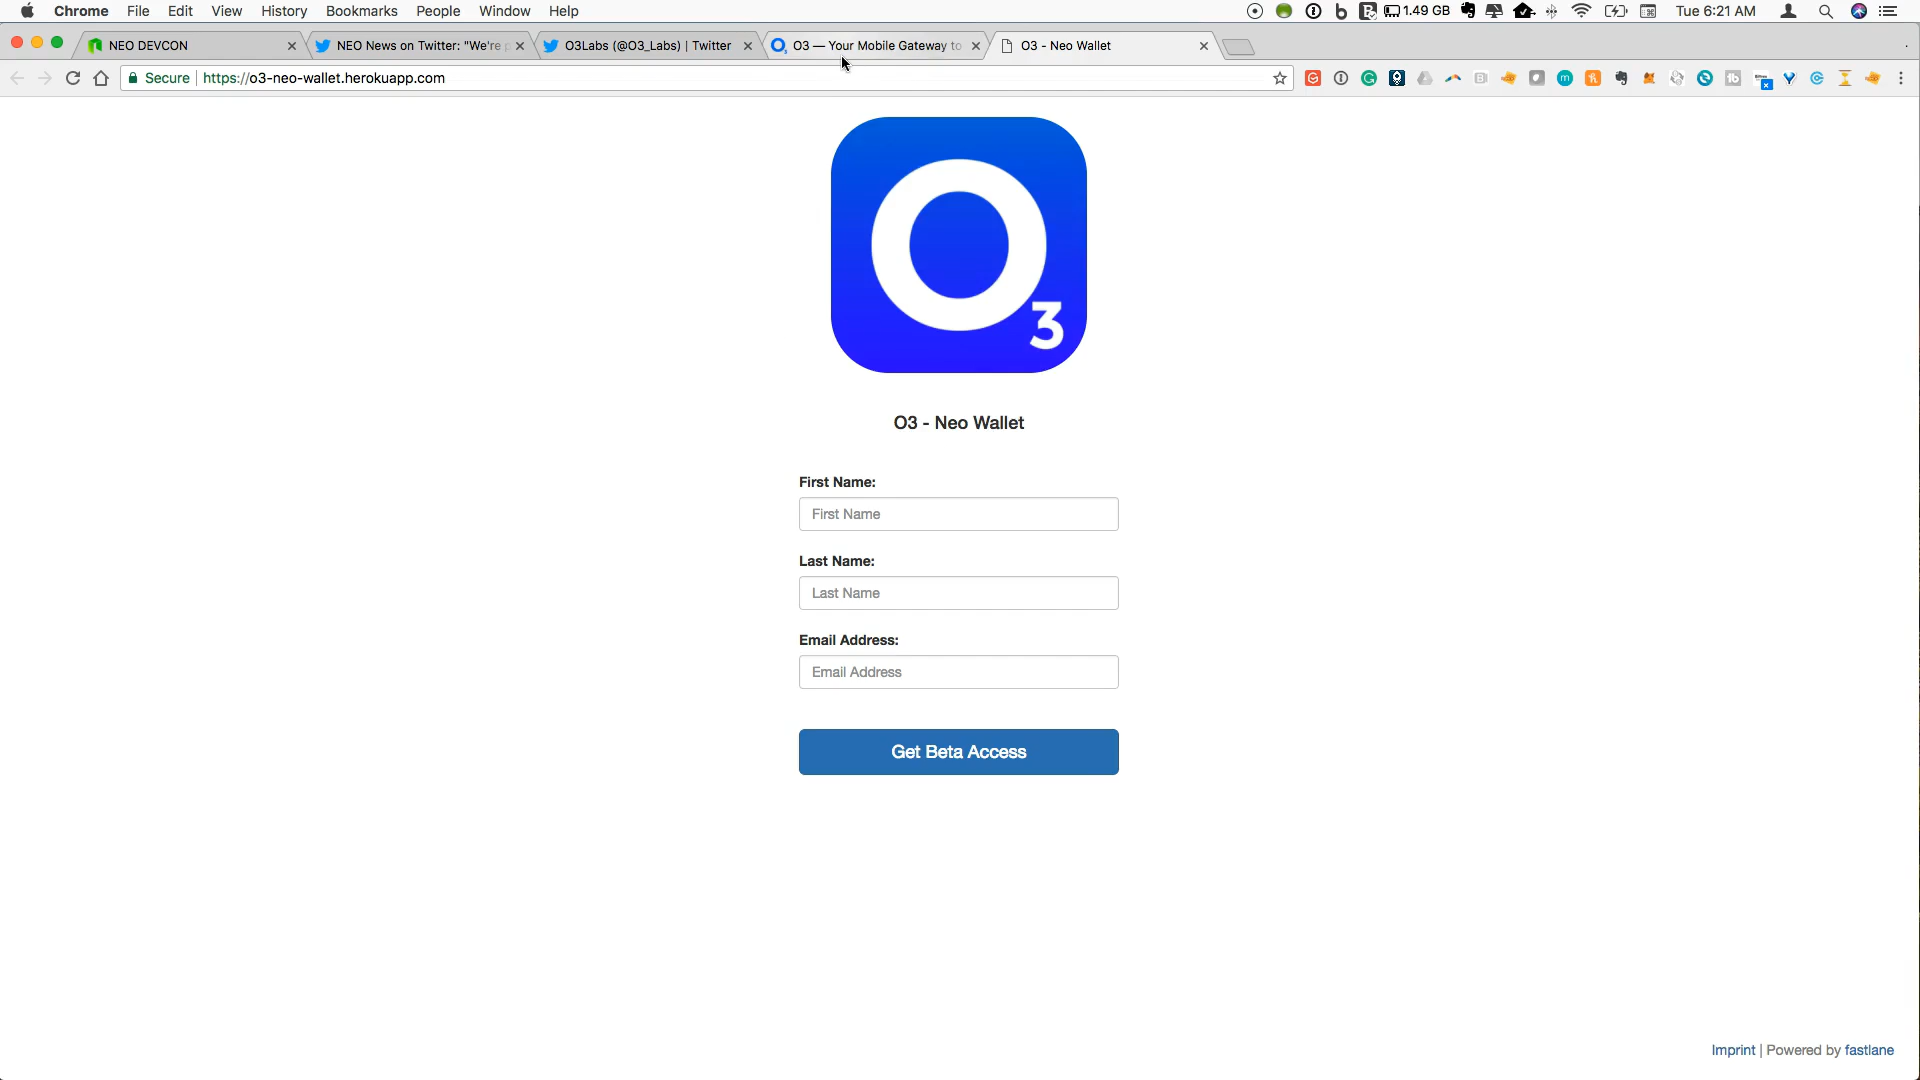 Chrome File Edit View History Bookmarks People Window Help 1.49 GB Tue 6:21 AM
NEO DEVCON NEO News on Twitter: "We're p O3Labs (@O3_Labs) | Twitter O3 — Your Mobile Gateway to O3 - Neo Wallet
Secure https://o3-neo-wallet.herokuapp.com
O3
O3 - Neo Wallet
First Name:
First Name
Last Name:
Last Name
Email Address:
Email Address
Get Beta Access
Imprint | Powered by fastlane